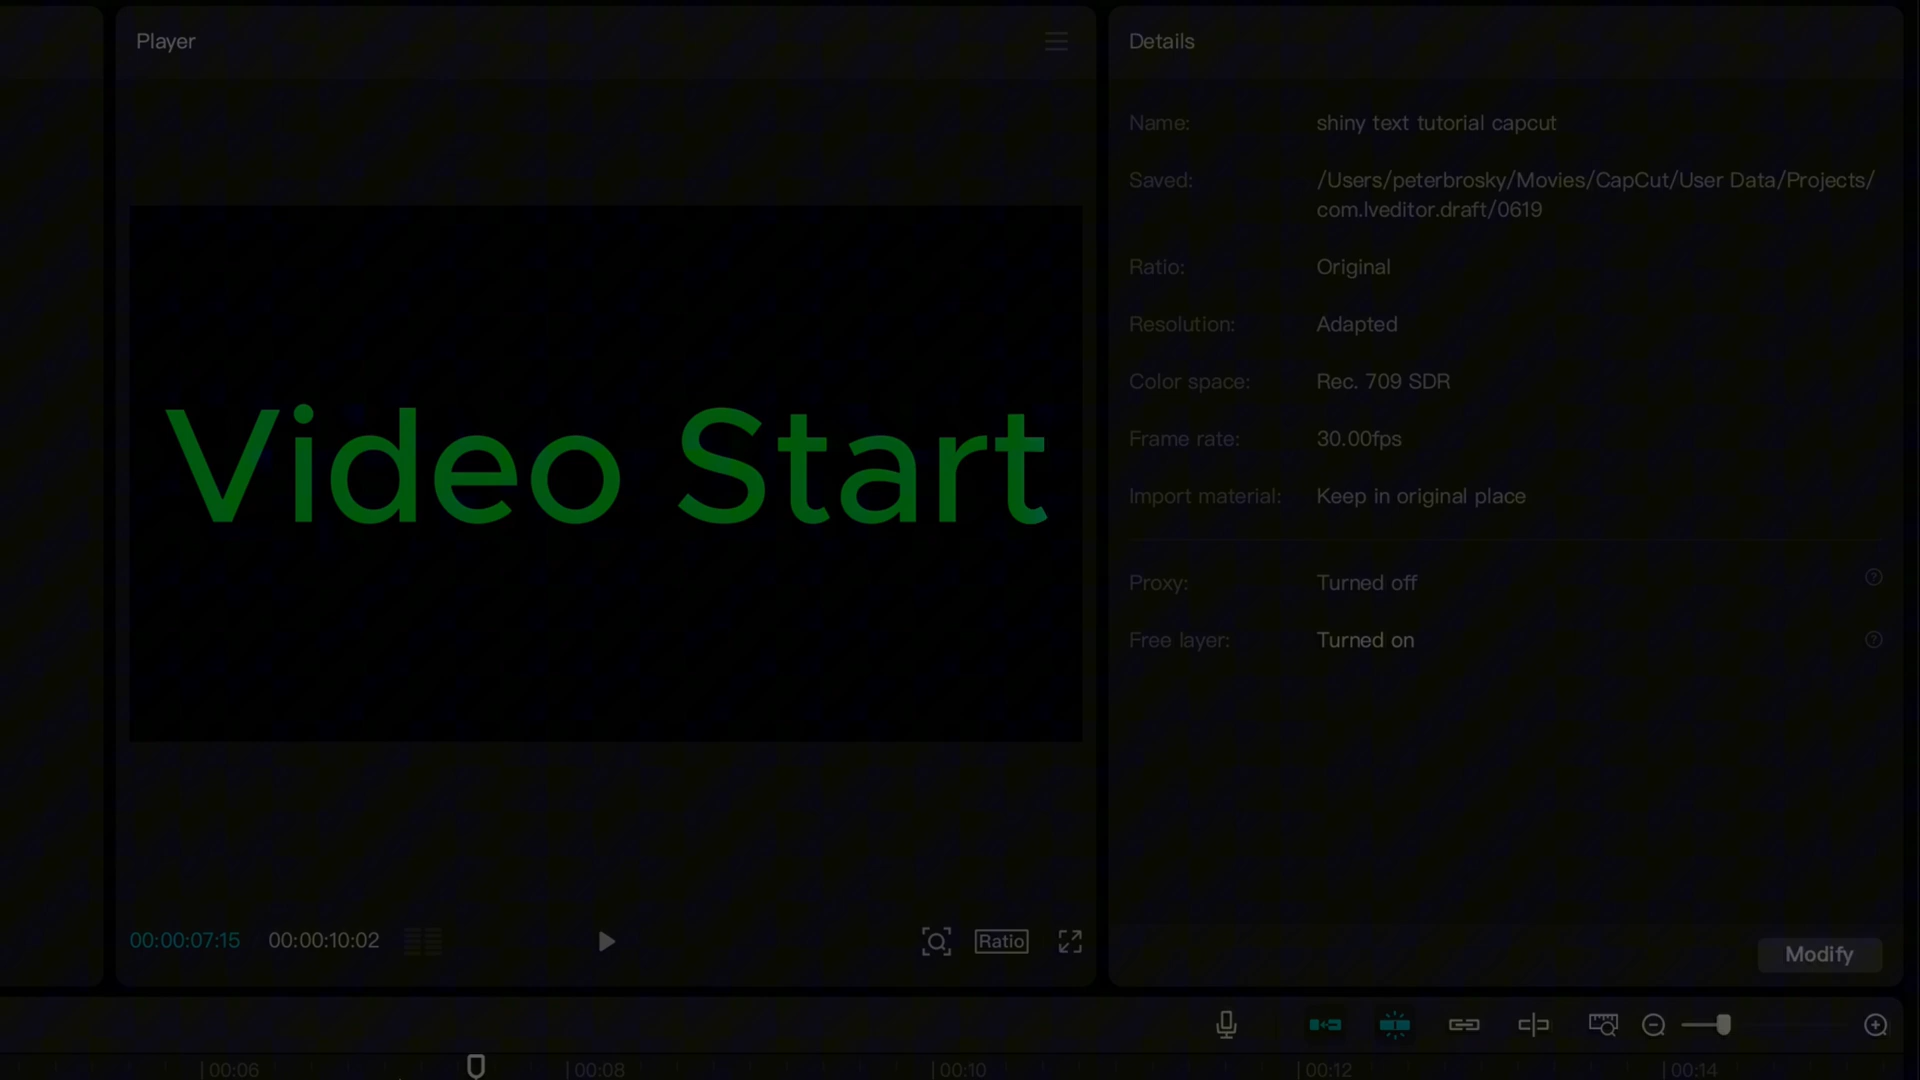 Player
Details
Name: shiny text tutorial capcut
Saved: /Users/peterbrosky/Movies/CapCut/User Data/Projects/
com.lveditor.draft/0619
Ratio: Original
Resolution: Adapted
Color space: Rec. 709 SDR
Frame rate: 30.00fps
Import material: Keep in original place
Proxy: Turned off
Free layer: Turned on
Video Start
00:00:07:15 00:00:10:02
Ratio
Modify
00:06 00:08 00:10 00:12 00:14